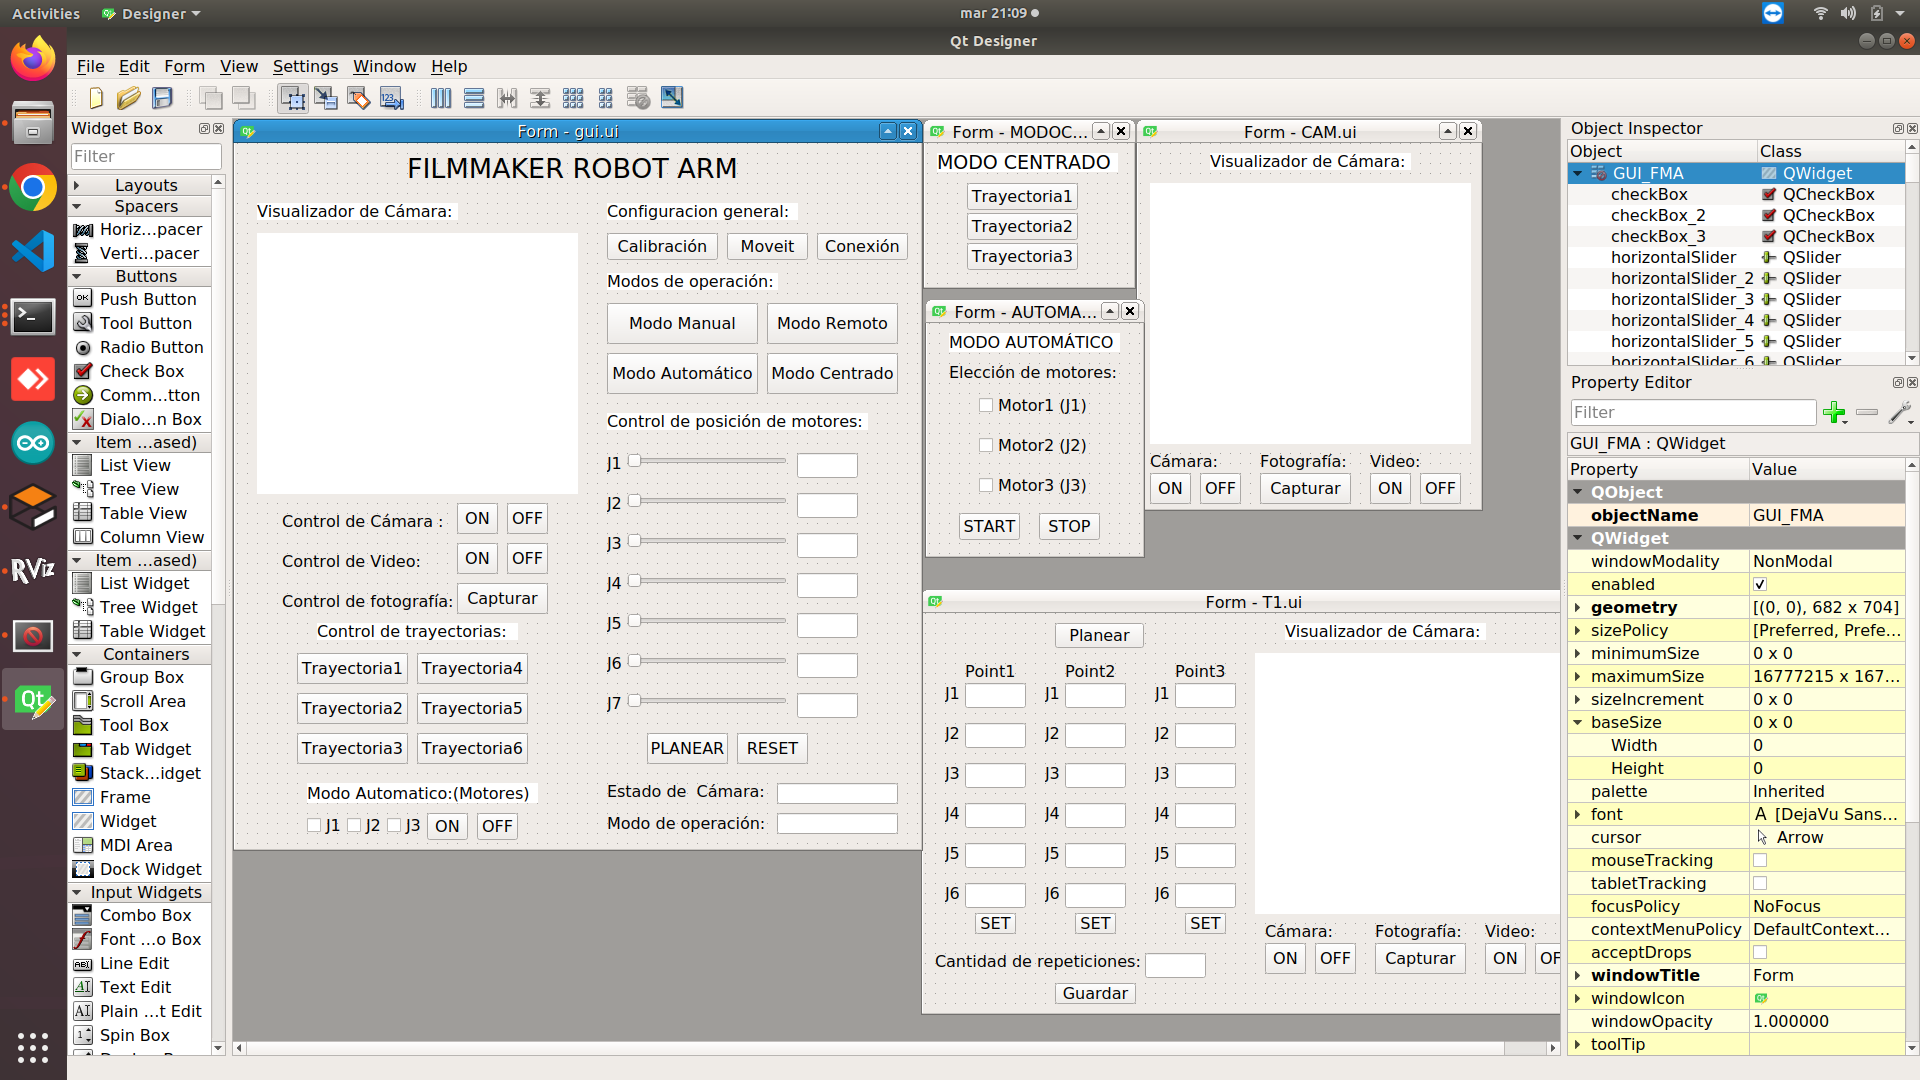 Activities
Designer
mar 21:09
Qt Designer
File Edit Form View Settings Window Help
Widget Box
Filter
Layouts
Spacers
Horiz...pacer
Verti...pacer
Buttons
Push Button
Tool Button
Radio Button
Check Box
Comm...tton
Dialo...n Box
Item ...ased)
List View
Tree View
Table View
Column View
Item ...ased)
List Widget
Tree Widget
Table Widget
Containers
Group Box
Scroll Area
Tool Box
Tab Widget
Stack...idget
Frame
Widget
MDI Area
Dock Widget
Input Widgets
Combo Box
Font ...o Box
Line Edit
Text Edit
Plain ...t Edit
Spin Box
RViz
Form - gui.ui
FILMMAKER ROBOT ARM
Visualizador de Cámara:
Control de Cámara : ON OFF
Control de Video: ON OFF
Control de fotografía: Capturar
Control de trayectorias:
Trayectoria1 Trayectoria4
Trayectoria2 Trayectoria5
Trayectoria3 Trayectoria6
Modo Automatico:(Motores)
J1 J2 J3 ON OFF
Configuracion general:
Calibración Moveit Conexión
Modos de operación:
Modo Manual Modo Remoto
Modo Automático Modo Centrado
Control de posición de motores:
J1
J2
J3
J4
J5
J6
J7
PLANEAR RESET
Estado de Cámara:
Modo de operación:
Form - MODOC...
MODO CENTRADO
Trayectoria1
Trayectoria2
Trayectoria3
Form - AUTOMA...
MODO AUTOMÁTICO
Elección de motores:
Motor1 (J1)
Motor2 (J2)
Motor3 (J3)
START STOP
Form - CAM.ui
Visualizador de Cámara:
Cámara: Fotografía: Video:
ON OFF Capturar ON OFF
Form - T1.ui
Planear
Point1 Point2 Point3
J1 J1 J1
J2 J2 J2
J3 J3 J3
J4 J4 J4
J5 J5 J5
J6 J6 J6
SET SET SET
Cantidad de repeticiones:
Guardar
Visualizador de Cámara:
Cámara: Fotografía: Video:
ON OFF Capturar ON OF
Object Inspector
Object Class
GUI_FMA QWidget
checkBox QCheckBox
checkBox_2 QCheckBox
checkBox_3 QCheckBox
horizontalSlider QSlider
horizontalSlider_2 QSlider
horizontalSlider_3 QSlider
horizontalSlider_4 QSlider
horizontalSlider_5 QSlider
horizontalSlider_6 QSlider
Property Editor
Filter
GUI_FMA : QWidget
Property Value
QObject
objectName GUI_FMA
QWidget
windowModality NonModal
enabled
geometry [(0, 0), 682 x 704]
sizePolicy [Preferred, Prefe...
minimumSize 0 x 0
maximumSize 16777215 x 167...
sizeIncrement 0 x 0
baseSize 0 x 0
Width 0
Height 0
palette Inherited
font A [DejaVu Sans...
cursor Arrow
mouseTracking
tabletTracking
focusPolicy NoFocus
contextMenuPolicy DefaultContext...
acceptDrops
windowTitle Form
windowIcon
windowOpacity 1.000000
toolTip